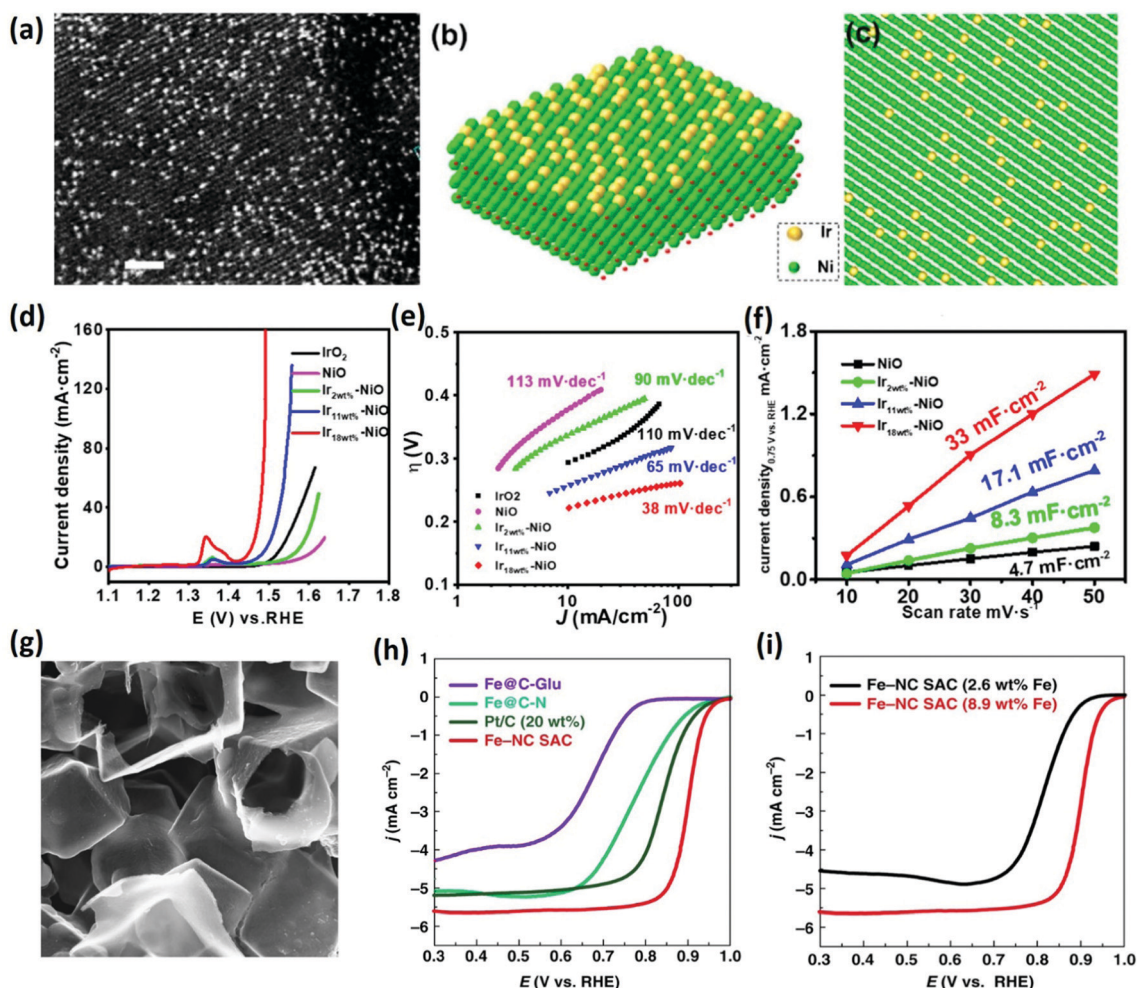 (a)
(b)
Ir
Ni
(c)
(d)
Current density (mA·cm⁻²)
160
120
80
40
0
1.1 1.2 1.3 1.4 1.5 1.6 1.7 1.8
E (V) vs.RHE
IrO₂
NiO
Ir₂wt%-NiO
Ir₁₁wt%-NiO
Ir₁₈wt%-NiO
(e)
η (V)
0.5
0.4
0.3
0.2
0.1
1 10 100
J (mA/cm⁻²)
113 mV·dec⁻¹
90 mV·dec⁻¹
110 mV·dec⁻¹
65 mV·dec⁻¹
38 mV·dec⁻¹
IrO2
NiO
Ir₂wt%-NiO
Ir₁₁wt%-NiO
Ir₁₈wt%-NiO
(f)
current density0.75 V vs.RHE mA·cm⁻²
1.8
1.2
0.6
0.0
10 20 30 40 50
Scan rate mV·s⁻¹
NiO
Ir₂wt%-NiO
Ir₁₁wt%-NiO
Ir₁₈wt%-NiO
33 mF·cm⁻²
17.1 mF·cm⁻²
8.3 mF·cm⁻²
4.7 mF·cm⁻²
(g)
(h)
j (mA cm⁻²)
1
0
−1
−2
−3
−4
−5
−6
0.3 0.4 0.5 0.6 0.7 0.8 0.9 1.0
E (V vs. RHE)
Fe@C-Glu
Fe@C-N
Pt/C (20 wt%)
Fe–NC SAC
(i)
j (mA cm⁻²)
1
0
−1
−2
−3
−4
−5
−6
0.3 0.4 0.5 0.6 0.7 0.8 0.9 1.0
E (V vs. RHE)
Fe–NC SAC (2.6 wt% Fe)
Fe–NC SAC (8.9 wt% Fe)